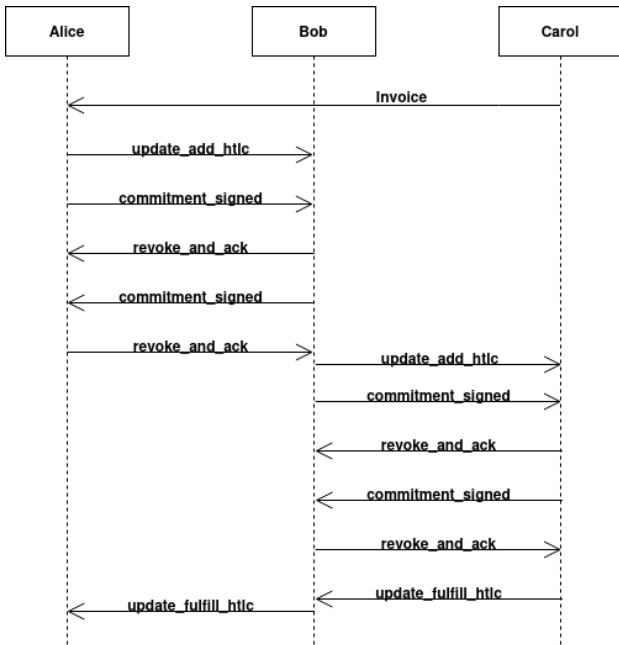 Alice
Bob
Carol
Invoice
update_add_htlc
commitment_signed
revoke_and_ack
commitment_signed
revoke_and_ack
update_add_htlc
commitment_signed
revoke_and_ack
commitment_signed
revoke_and_ack
update_fulfill_htlc
update_fulfill_htlc